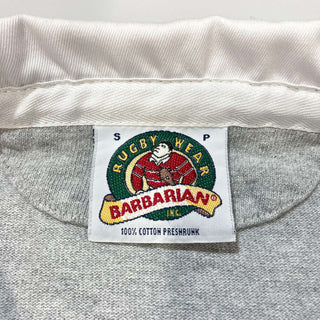 S P
RUGBY WEAR
BARBARIAN®
INC.
100% COTTON PRESHRUNK